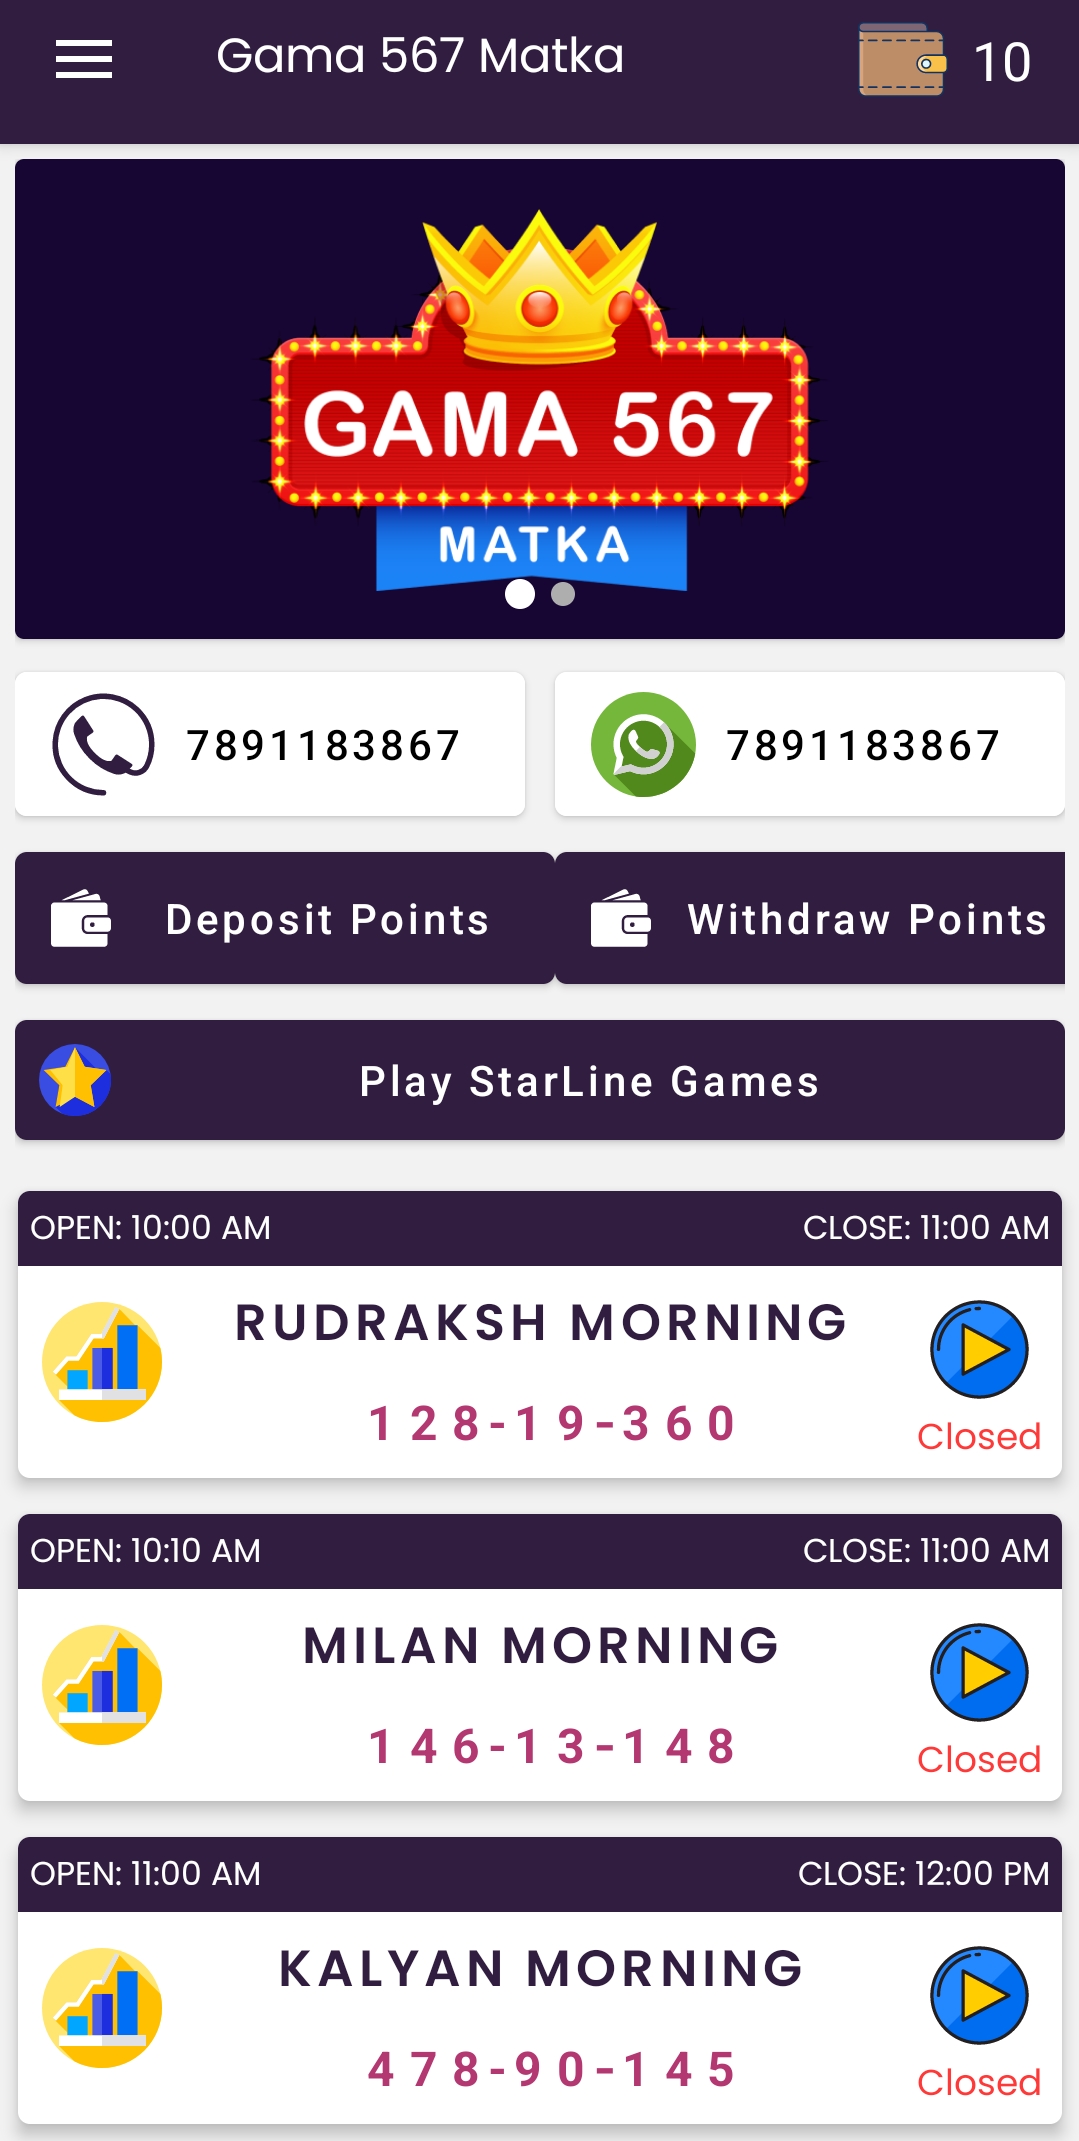 Gama 567 Matka
10
GAMA 567
MATKA
7891183867
7891183867
Deposit Points
Withdraw Points
Play StarLine Games
OPEN: 10:00 AM
CLOSE: 11:00 AM
RUDRAKSH MORNING
128-19-360
Closed
OPEN: 10:10 AM
CLOSE: 11:00 AM
MILAN MORNING
146-13-148
Closed
OPEN: 11:00 AM
CLOSE: 12:00 PM
KALYAN MORNING
478-90-145
Closed